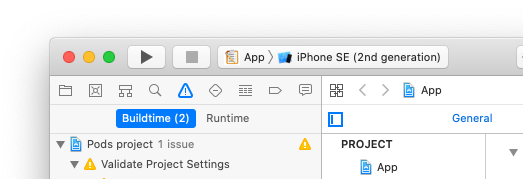 App iPhone SE (2nd generation)
App
Buildtime (2) Runtime
General
Pods project 1 issue
PROJECT
Validate Project Settings
App